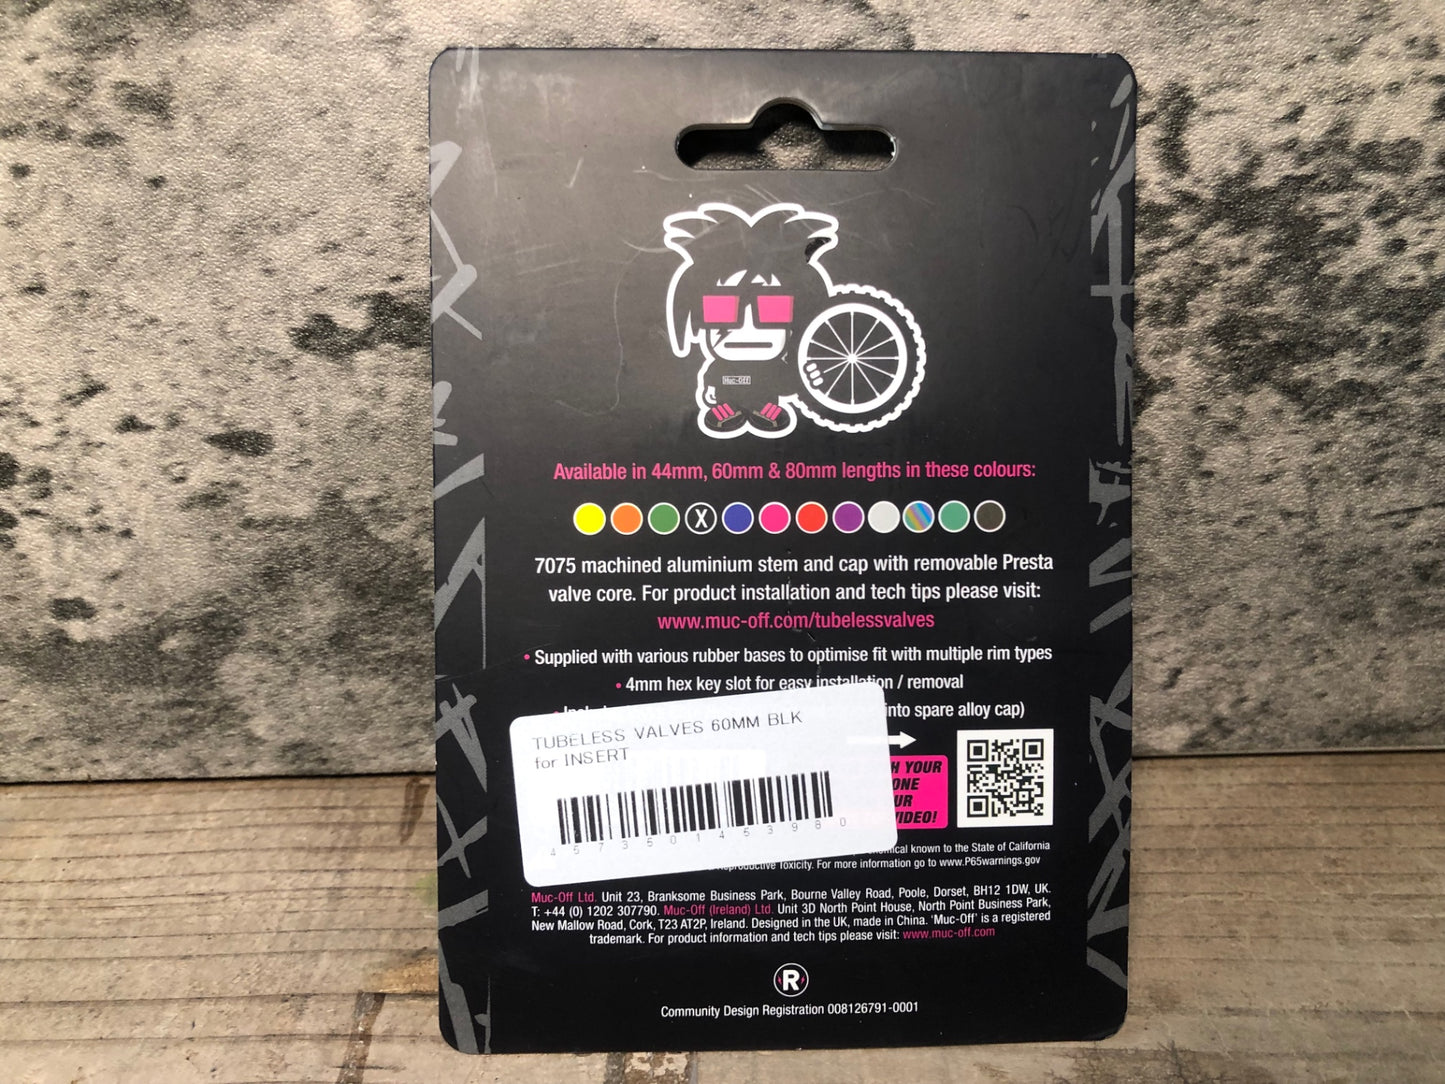 Muc-Off
Available in 44mm, 60mm & 80mm lengths in these colours:
X
7075 machined aluminium stem and cap with removable Presta
valve core. For product installation and tech tips please visit:
www.muc-off.com/tubelessvalves
• Supplied with various rubber bases to optimise fit with multiple rim types
• 4mm hex key slot for easy installation / removal
into spare alloy cap)
TUBELESS VALVES 60MM BLK
for INSERT
4573501453980
YOUR
VIDEO!
known to the State of California
Toxicity. For more information go to www.P65warnings.gov
Muc-Off Ltd. Unit 23, Branksome Business Park, Bourne Valley Road, Poole, Dorset, BH12 1DW, UK.
T: +44 (0) 1202 307790. Muc-Off (Ireland) Ltd. Unit 3D North Point House, North Point Business Park,
New Mallow Road, Cork, T23 AT2P, Ireland. Designed in the UK, made in China. 'Muc-Off' is a registered
trademark. For product information and tech tips please visit: www.muc-off.com
R
Community Design Registration 008126791-0001